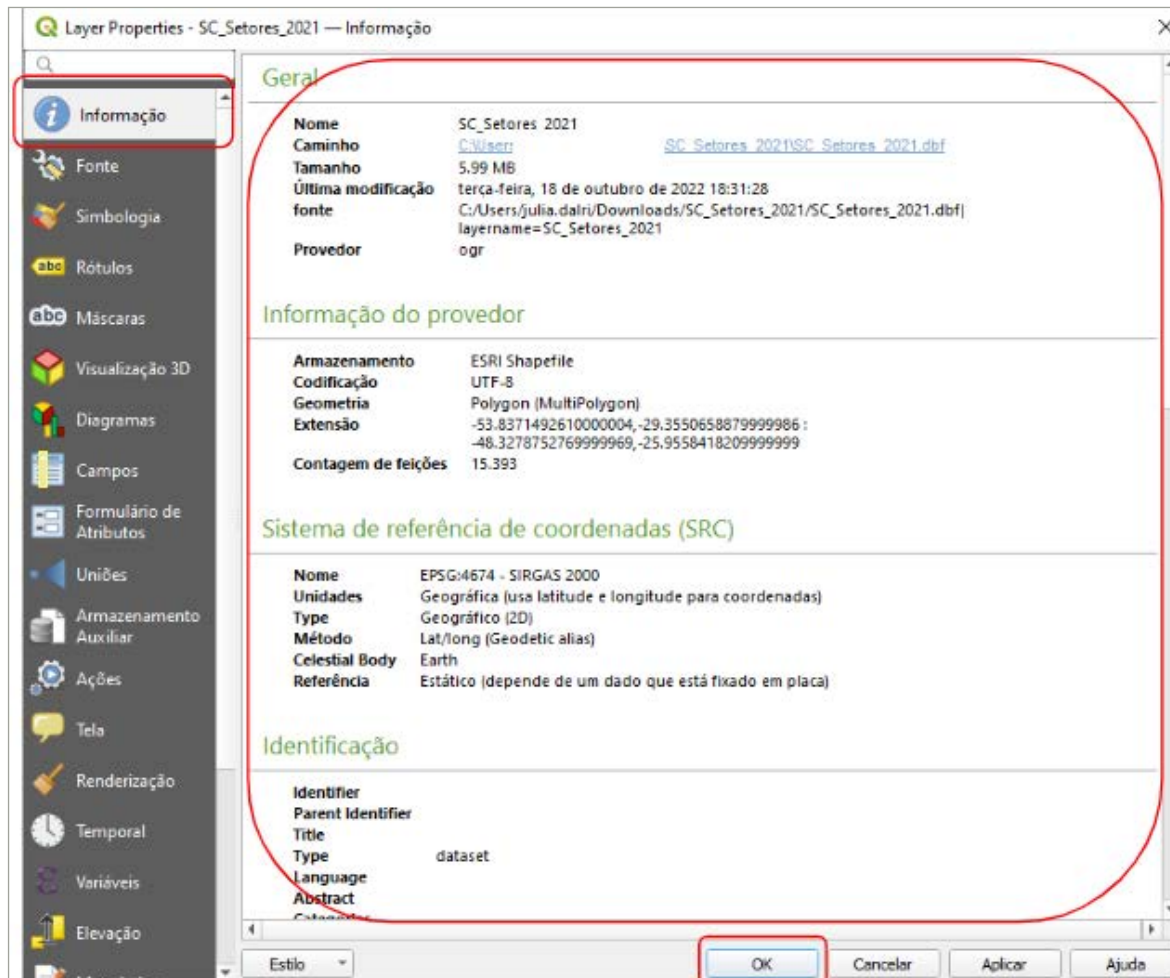 Layer Properties - SC_Setores_2021 — Informação
Informação
Fonte
Simbologia
abc Rótulos
abc Máscaras
Visualização 3D
Diagramas
Campos
Formulário de
Atributos
Uniões
Armazenamento
Auxiliar
Ações
Tela
Renderização
Temporal
Variáveis
Elevação
Geral
Nome SC_Setores_2021
Caminho C:\User: SC_Setores_2021\SC_Setores_2021.dbf
Tamanho 5.99 MB
Última modificação terça-feira, 18 de outubro de 2022 18:31:28
fonte C:/Users/julia.dalri/Downloads/SC_Setores_2021/SC_Setores_2021.dbf|
layername=SC_Setores_2021
Provedor ogr
Informação do provedor
Armazenamento ESRI Shapefile
Codificação UTF-8
Geometria Polygon (MultiPolygon)
Extensão -53.8371492610000004,-29.3550658879999986 :
-48.3278752769999969,-25.9558418209999999
Contagem de feições 15.393
Sistema de referência de coordenadas (SRC)
Nome EPSG:4674 - SIRGAS 2000
Unidades Geográfica (usa latitude e longitude para coordenadas)
Type Geográfico (2D)
Método Lat/long (Geodetic alias)
Celestial Body Earth
Referência Estático (depende de um dado que está fixado em placa)
Identificação
Identifier
Parent Identifier
Title
Type dataset
Language
Abstract
Estilo OK Cancelar Aplicar Ajuda